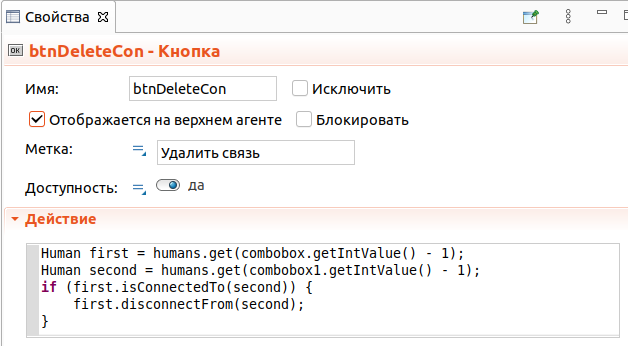 Свойства
OK btnDeleteCon - Кнопка
Имя: btnDeleteCon Исключить
Отображается на верхнем агенте Блокировать
Метка: Удалить связь
Доступность: да
Действие
Human first = humans.get(combobox.getIntValue() - 1);
Human second = humans.get(combobox1.getIntValue() - 1);
if (first.isConnectedTo(second)) {
    first.disconnectFrom(second);
}